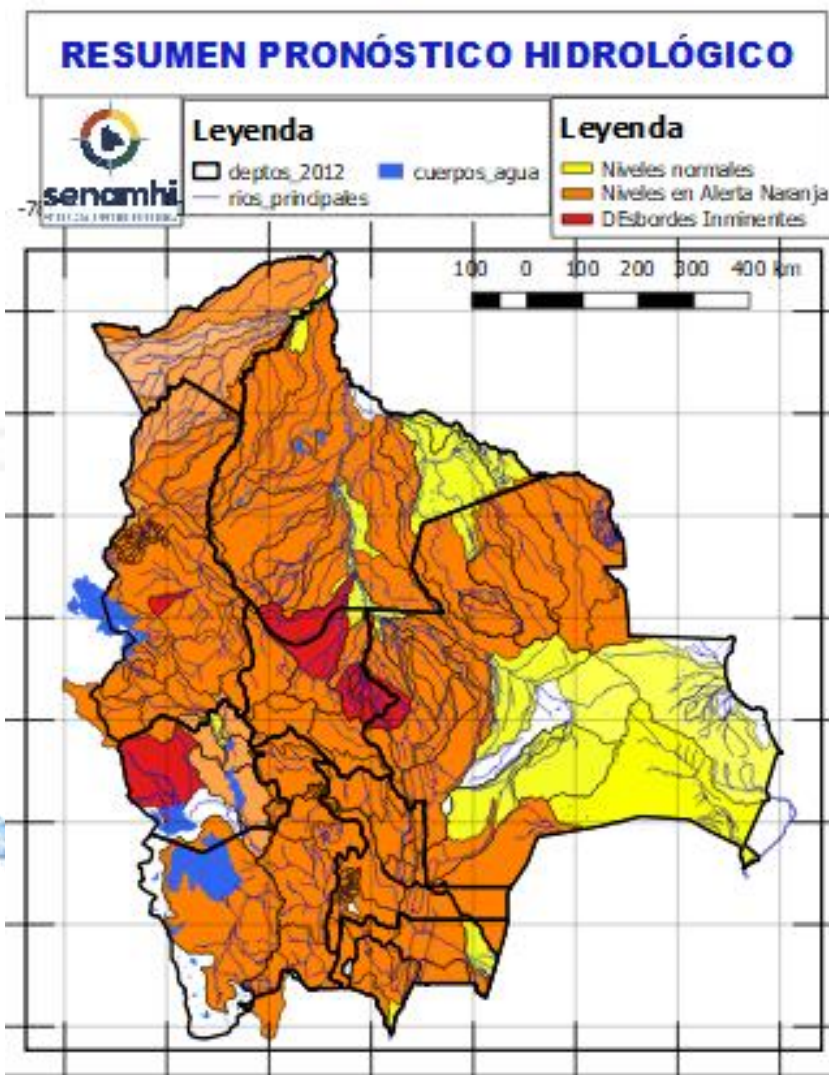 RESUMEN PRONÓSTICO HIDROLÓGICO
senamhi
Leyenda
deptos_2012
cuerpos_agua
rios_principales
Leyenda
Niveles normales
Niveles en Alerta Naranja
DEsbordes Inminentes
100 0 100 200 300 400 km